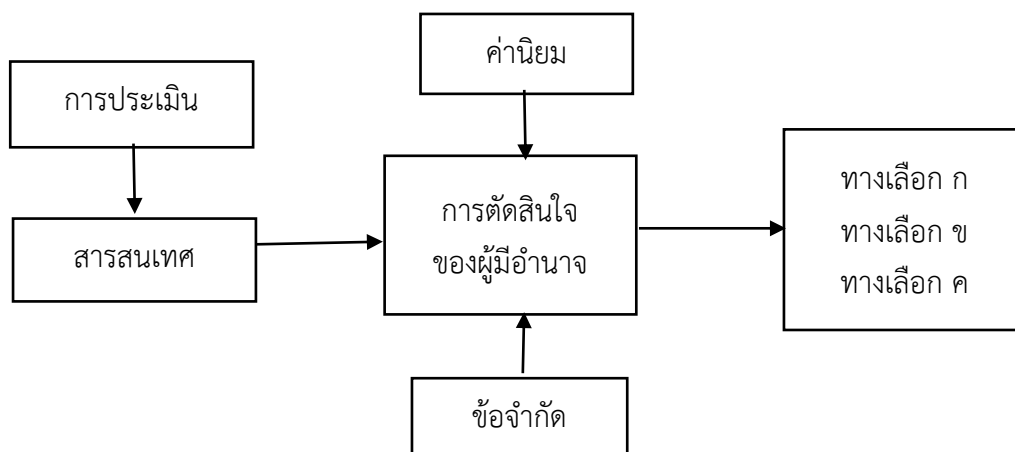 ค่านิยม
การประเมิน
สารสนเทศ
การตัดสินใจ
ของผู้มีอำนาจ
ทางเลือก ก
ทางเลือก ข
ทางเลือก ค
ข้อจำกัด